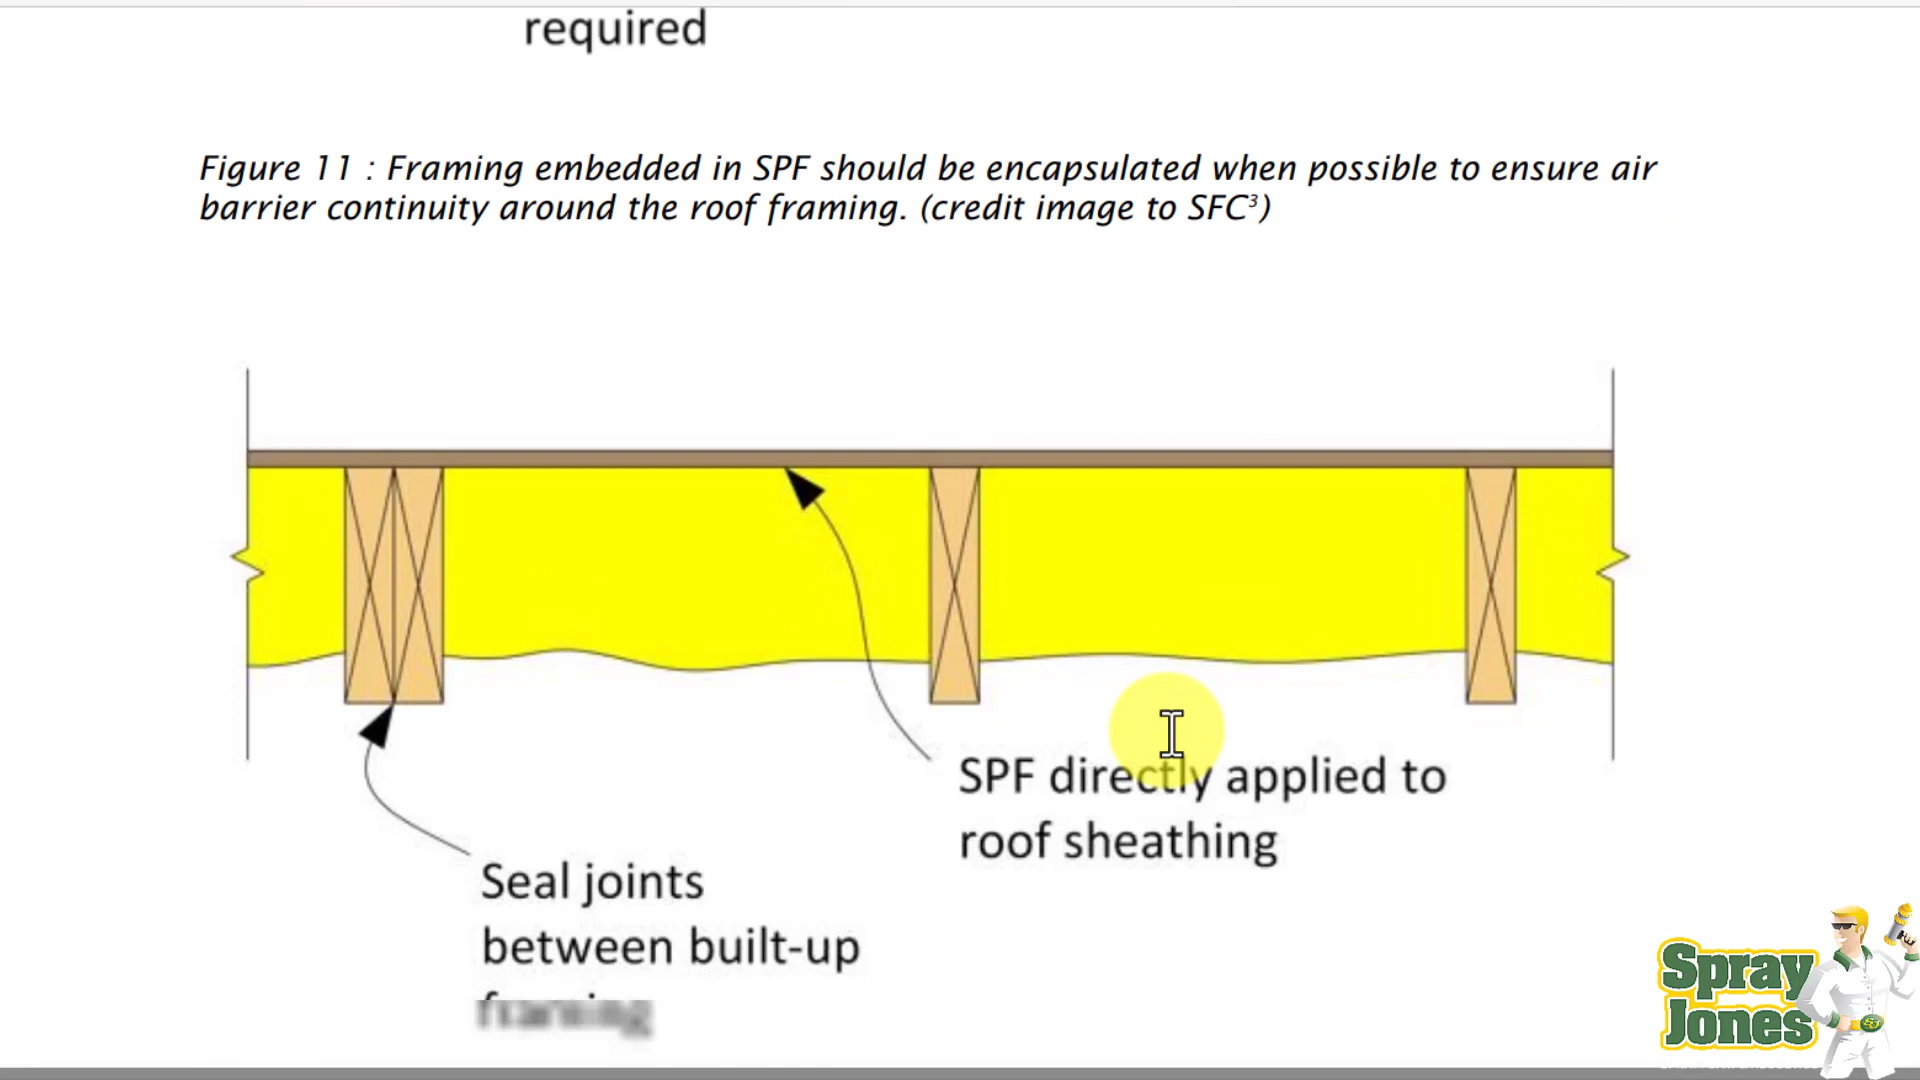 required
Figure 11 : Framing embedded in SPF should be encapsulated when possible to ensure air
barrier continuity around the roof framing. (credit image to SFC³)
SPF directly applied to
roof sheathing
Seal joints
between built-up
framing
Spray
Jones